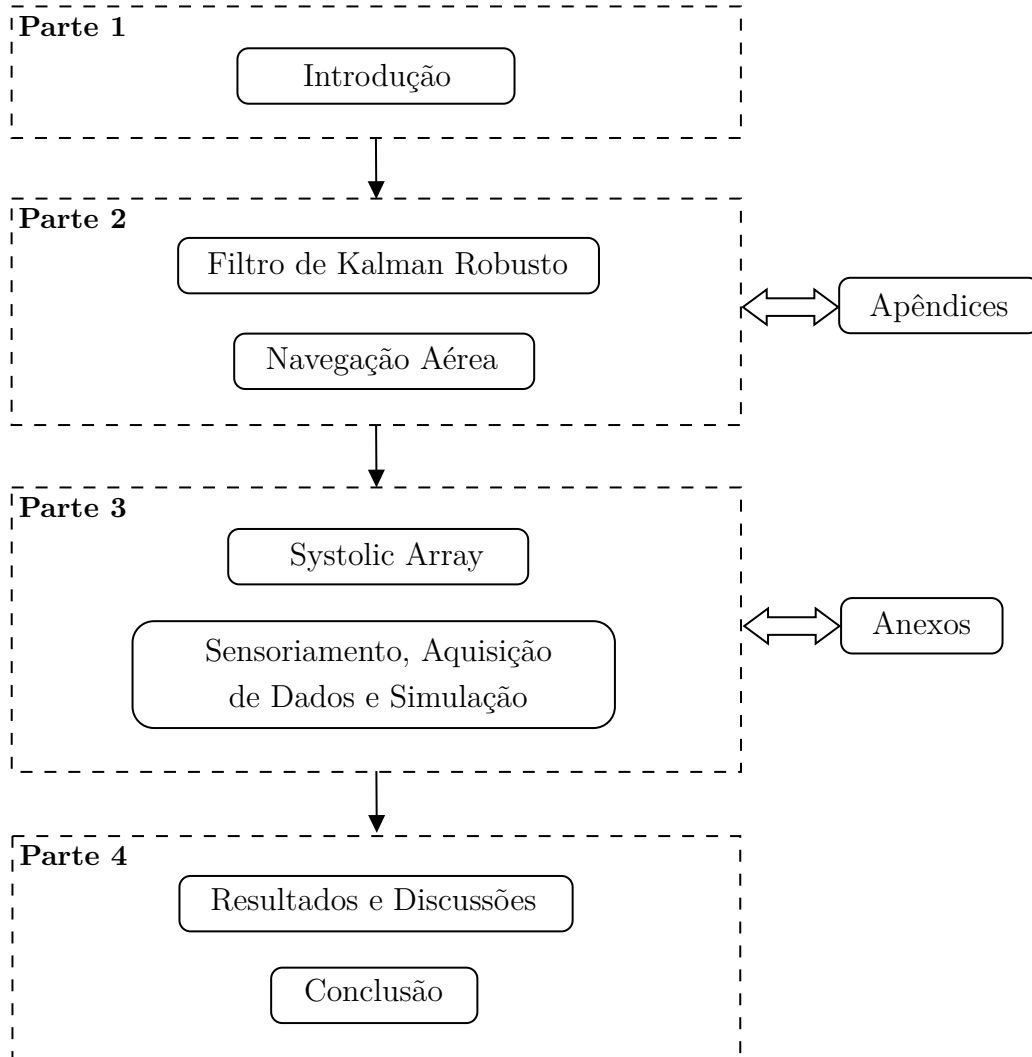 Parte 1
Introdução
Parte 2
Filtro de Kalman Robusto
Apêndices
Navegação Aérea
Parte 3
Systolic Array
Anexos
Sensoriamento, Aquisição
de Dados e Simulação
Parte 4
Resultados e Discussões
Conclusão